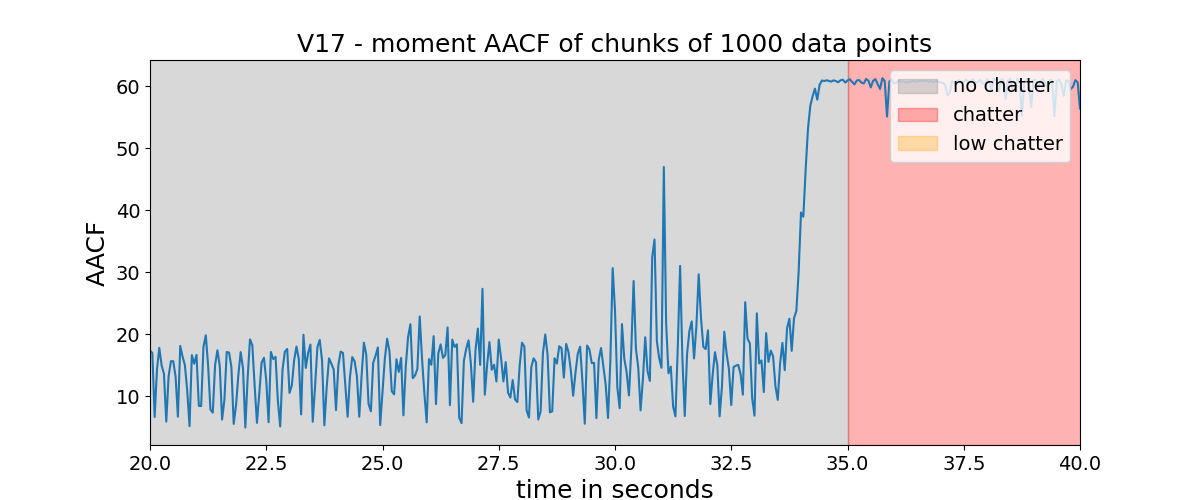 V17 - moment AACF of chunks of 1000 data points
60
50
40
30
20
10
AACF
no chatter
chatter
low chatter
20.0 22.5 25.0 27.5 30.0 32.5 35.0 37.5 40.0
time in seconds